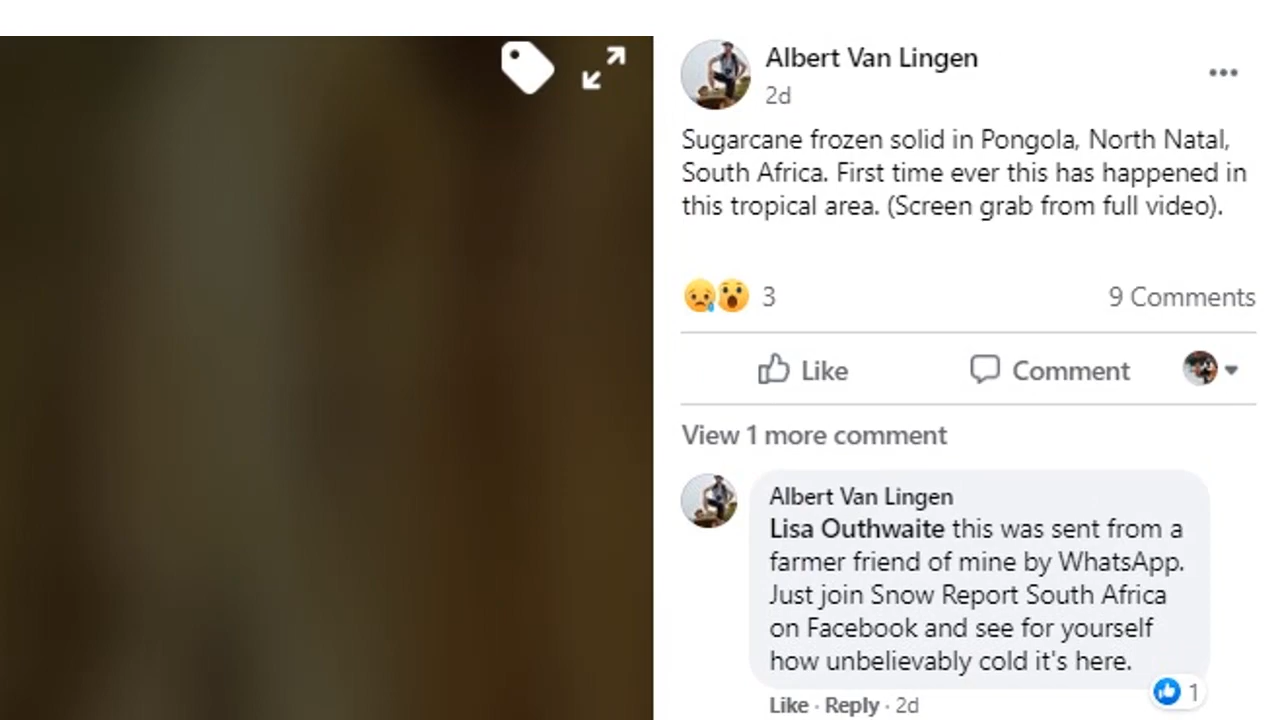 Albert Van Lingen
2d
Sugarcane frozen solid in Pongola, North Natal,
South Africa. First time ever this has happened in
this tropical area. (Screen grab from full video).
3
9 Comments
Like
Comment
View 1 more comment
Albert Van Lingen
Lisa Outhwaite this was sent from a
farmer friend of mine by WhatsApp.
Just join Snow Report South Africa
on Facebook and see for yourself
how unbelievably cold it's here.
1
Like · Reply · 2d